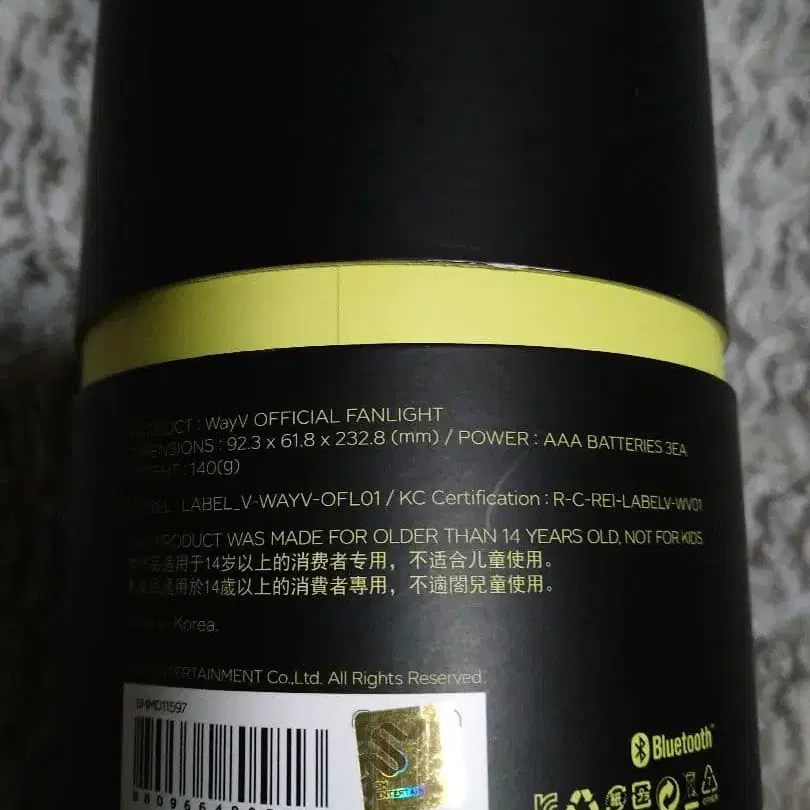 : WayV OFFICIAL FANLIGHT
: 92.3 x 61.8 x 232.8 (mm) / POWER : AAA BATTERIES 3EA
: 140(g)
LABEL_V-WAYV-OFL01 / KC Certification : R-C-REI-LABELV-WV01
PRODUCT WAS MADE FOR OLDER THAN 14 YEARS OLD, NOT FOR KIDS.
适用于14岁以上的消费者专用，不适合儿童使用。
適用於14歲以上的消費者專用，不適閤兒童使用。
Korea.
ENTERTAINMENT Co.,Ltd. All Rights Reserved.
SMMD11597
SM
ENTERTAIN
Bluetooth